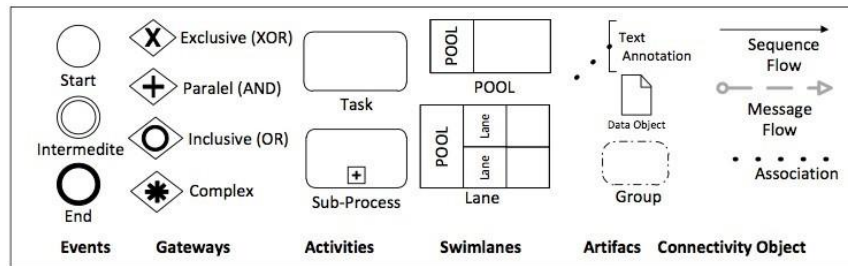 Start
Intermedite
End
Events
X
Exclusive (XOR)
Paralel (AND)
Inclusive (OR)
Complex
Gateways
Task
Sub-Process
Activities
POOL
POOL
POOL
Lane
Lane
Lane
Swimlanes
Text
Annotation
Data Object
Group
Artifacs
Sequence
Flow
Message
Flow
Association
Connectivity Object